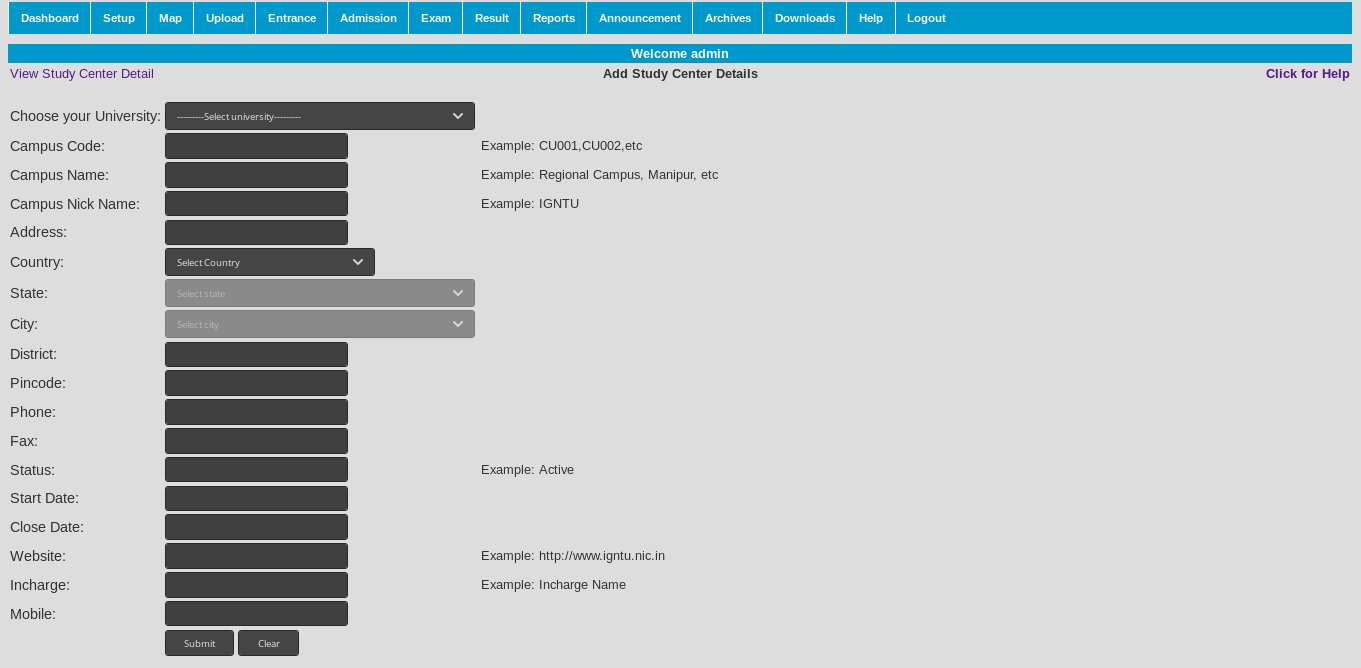 Dashboard Setup Map Upload Entrance Admission Exam Result Reports Announcement Archives Downloads Help Logout
Welcome admin
View Study Center Detail Add Study Center Details Click for Help
Choose your University: ---------Select university---------
Campus Code: Example: CU001,CU002,etc
Campus Name: Example: Regional Campus, Manipur, etc
Campus Nick Name: Example: IGNTU
Address:
Country: Select Country
State: Select state
City: Select city
District:
Pincode:
Phone:
Fax:
Status: Example: Active
Start Date:
Close Date:
Website: Example: http://www.igntu.nic.in
Incharge: Example: Incharge Name
Mobile:
Submit Clear